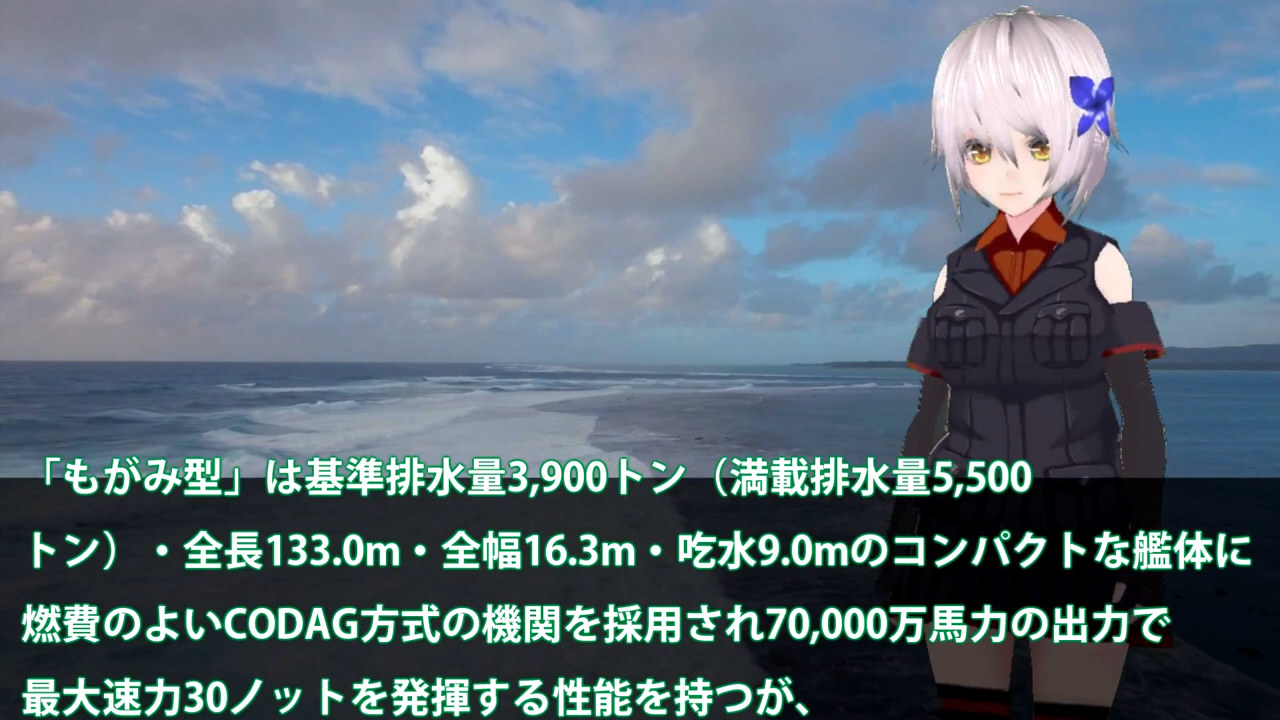 「もがみ型」は基準排水量3,900トン（満載排水量5,500
トン）・全長133.0m・全幅16.3m・吃水9.0mのコンパクトな艦体に
燃費のよいCODAG方式の機関を採用され70,000万馬力の出力で
最大速力30ノットを発揮する性能を持つが、